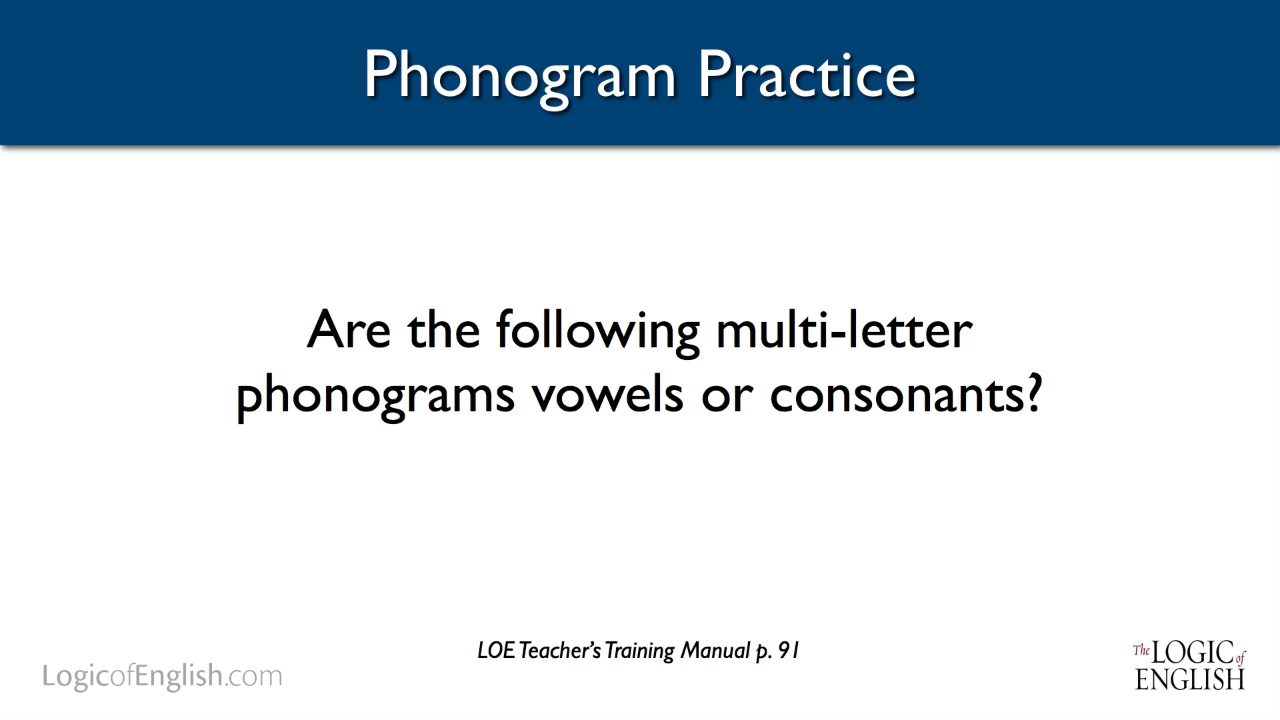 Phonogram Practice
Are the following multi-letter
phonograms vowels or consonants?
LOE Teacher's Training Manual p. 91
LogicofEnglish.com
The LOGIC of
ENGLISH